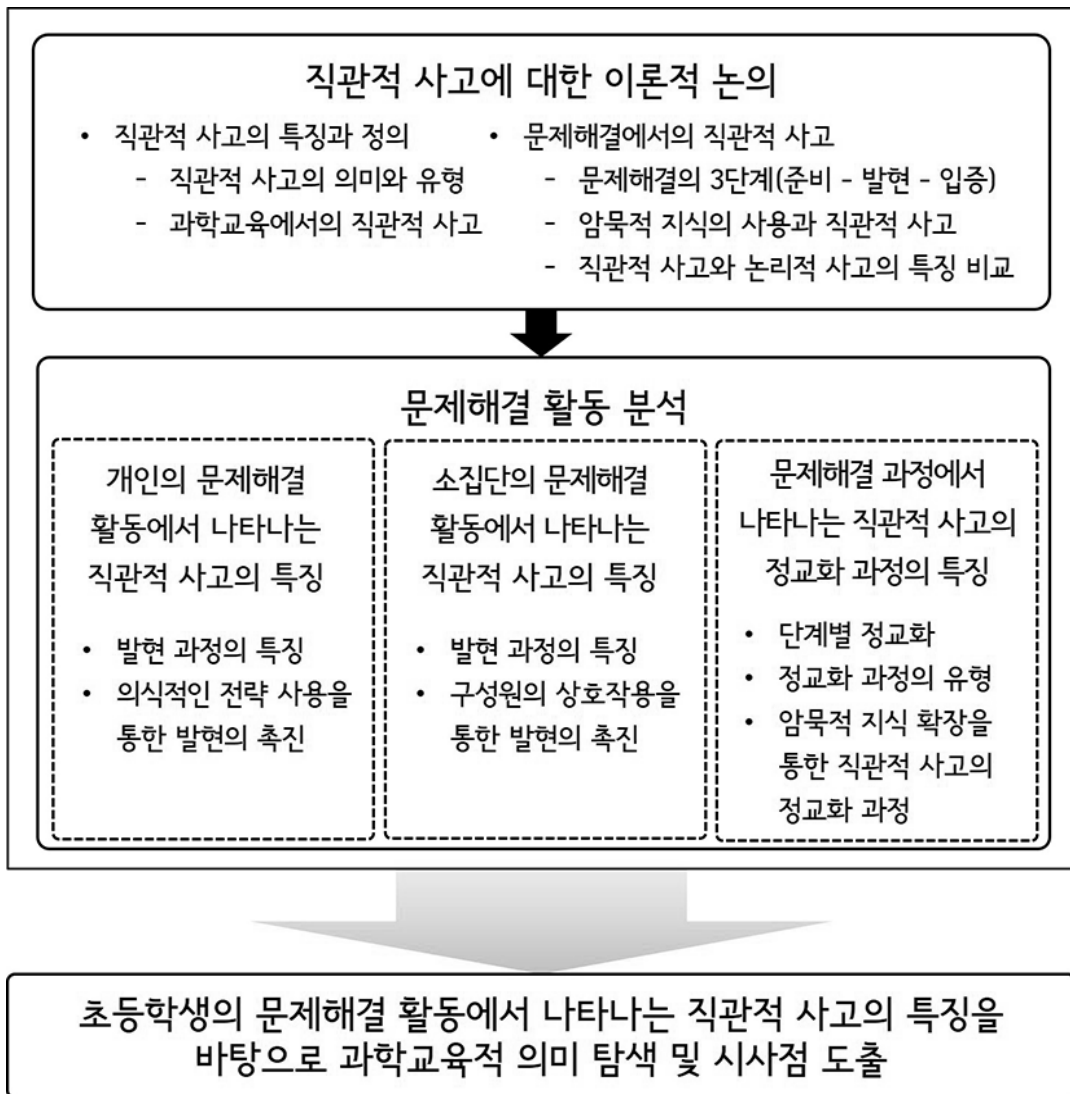 직관적 사고에 대한 이론적 논의
• 직관적 사고의 특징과 정의
- 직관적 사고의 의미와 유형
- 과학교육에서의 직관적 사고
• 문제해결에서의 직관적 사고
- 문제해결의 3단계(준비 - 발현 - 입증)
- 암묵적 지식의 사용과 직관적 사고
- 직관적 사고와 논리적 사고의 특징 비교
문제해결 활동 분석
개인의 문제해결
활동에서 나타나는
직관적 사고의 특징
• 발현 과정의 특징
• 의식적인 전략 사용을
통한 발현의 촉진
소집단의 문제해결
활동에서 나타나는
직관적 사고의 특징
• 발현 과정의 특징
• 구성원의 상호작용을
통한 발현의 촉진
문제해결 과정에서
나타나는 직관적 사고의
정교화 과정의 특징
• 단계별 정교화
• 정교화 과정의 유형
• 암묵적 지식 확장을
통한 직관적 사고의
정교화 과정
초등학생의 문제해결 활동에서 나타나는 직관적 사고의 특징을
바탕으로 과학교육적 의미 탐색 및 시사점 도출